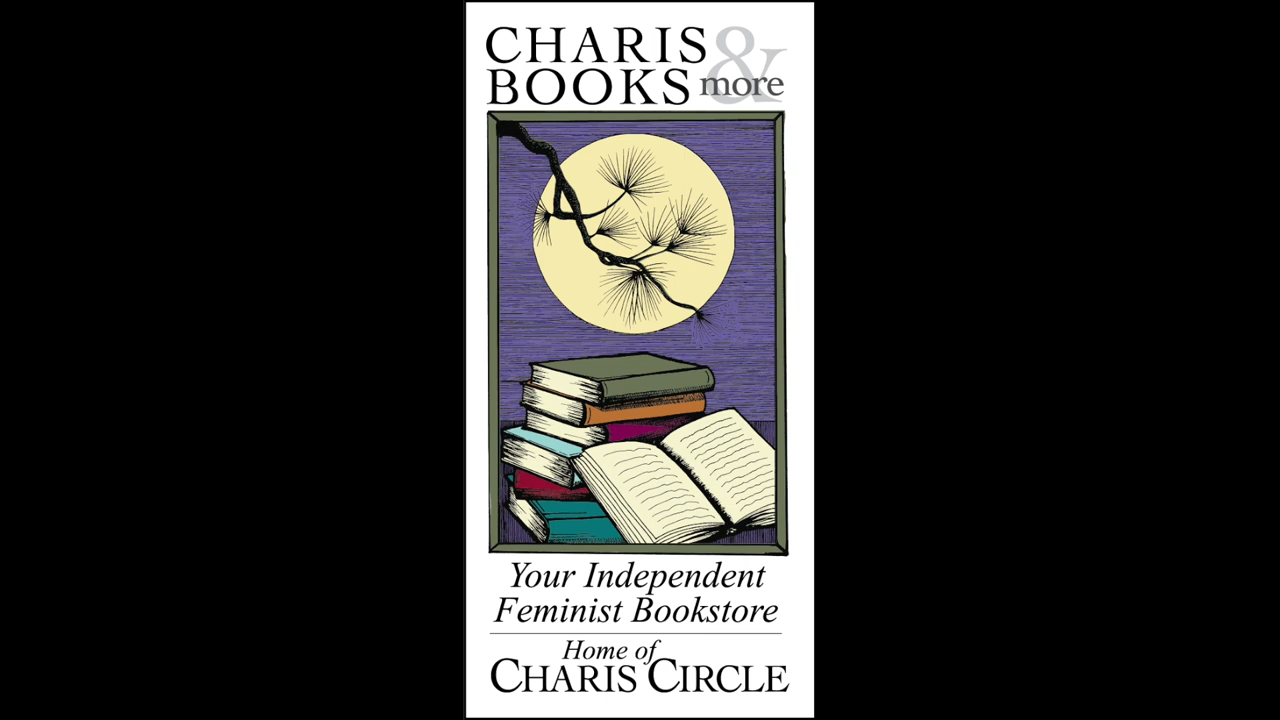 CHARIS &
BOOKS more
Your Independent
Feminist Bookstore
Home of
CHARIS CIRCLE